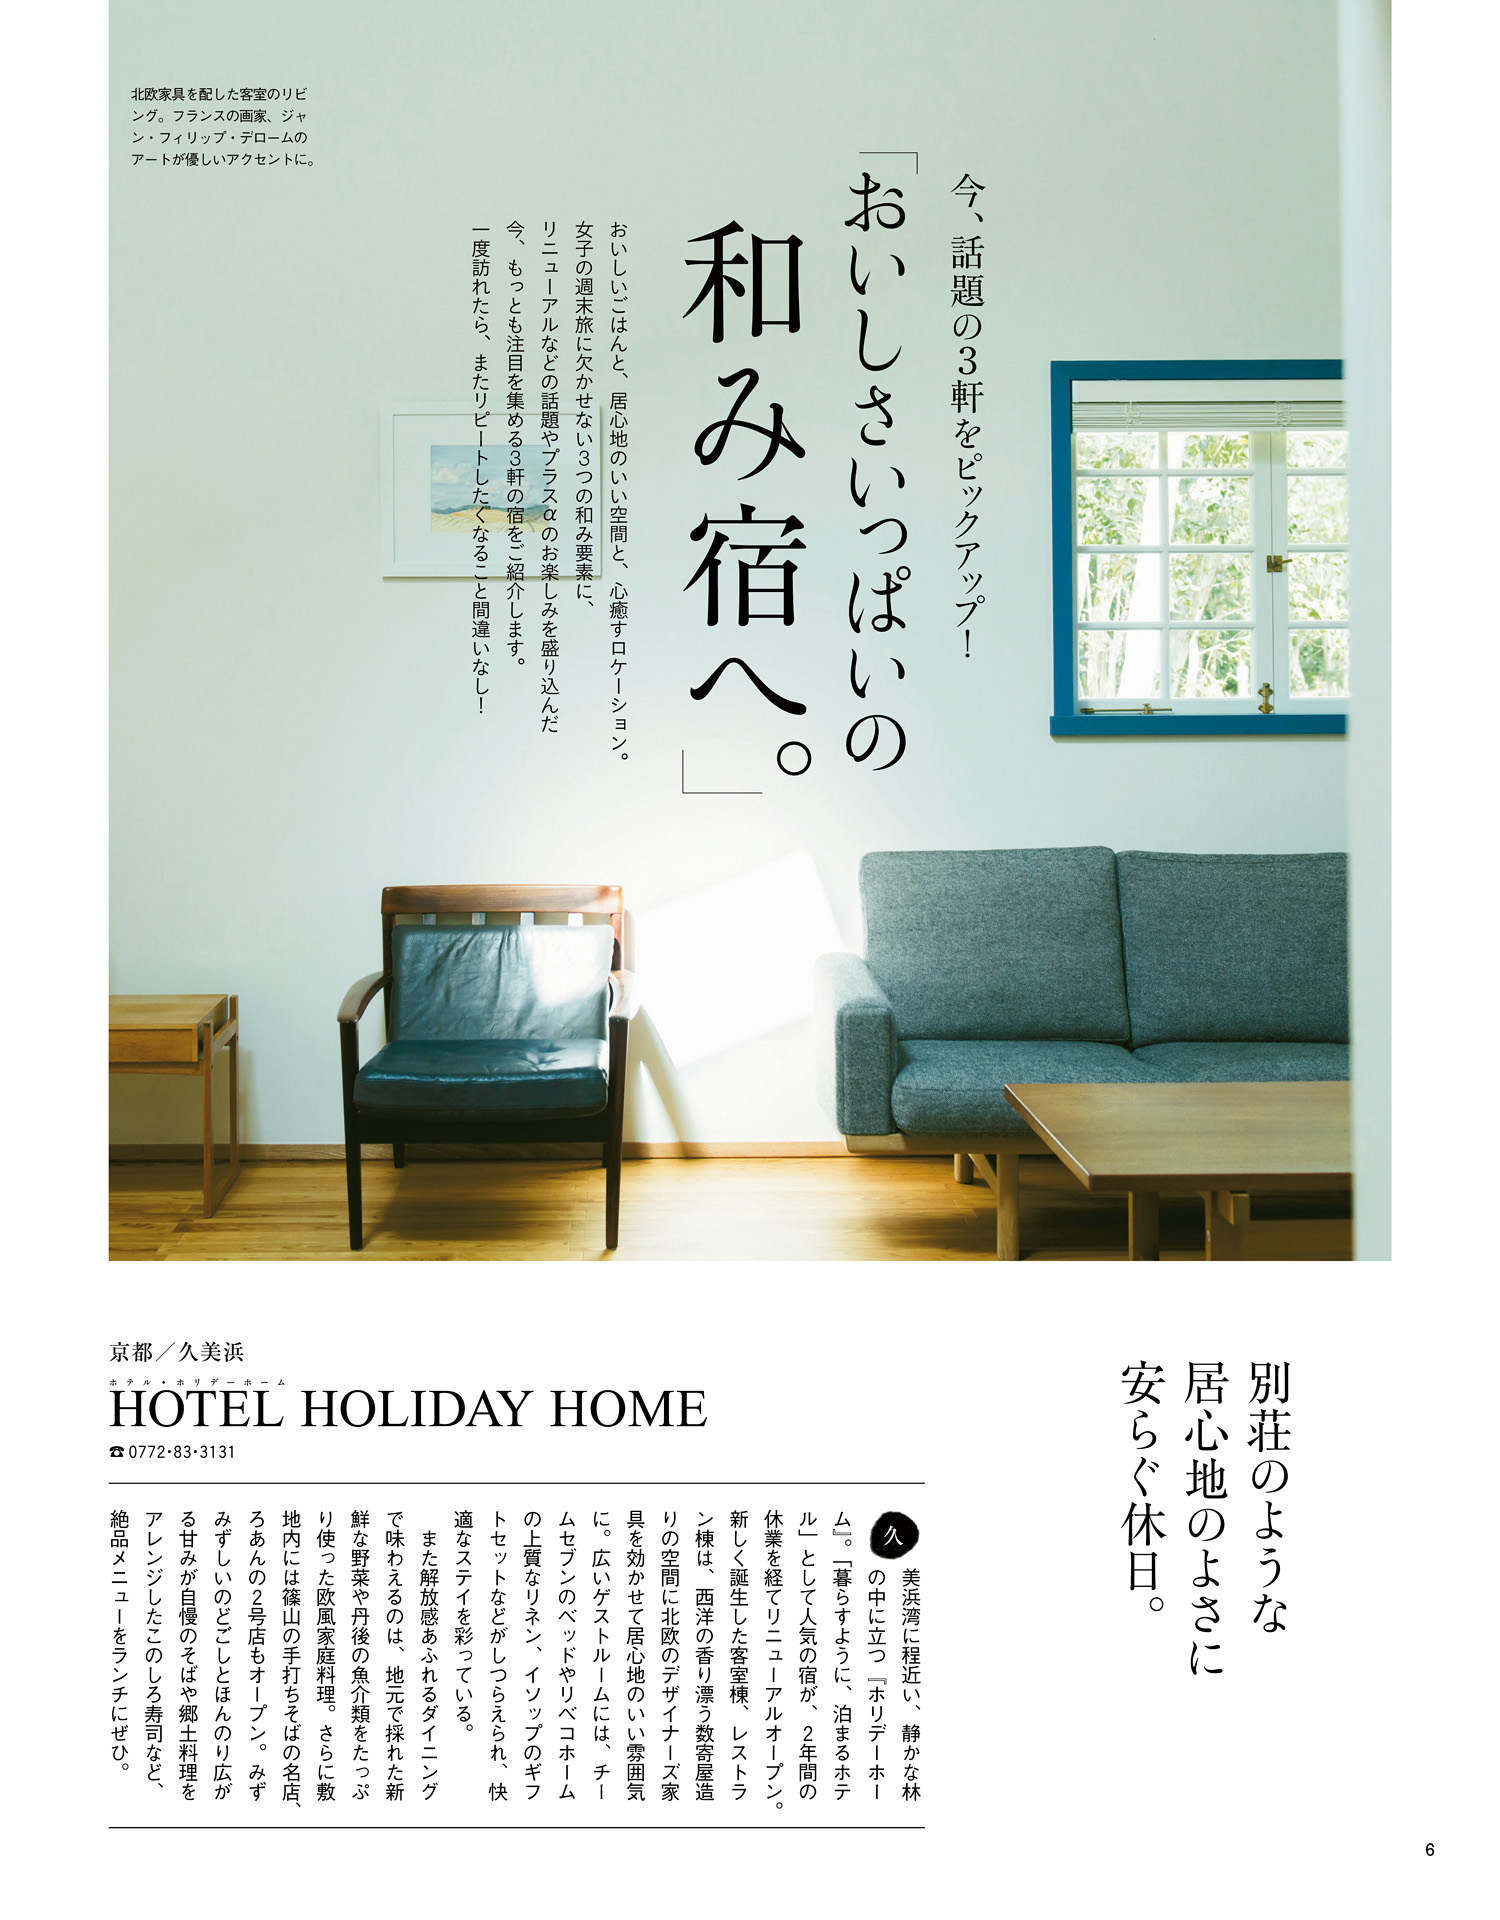 北欧家具を配した客室のリビ
ング。フランスの画家、ジャ
ン・フィリップ・デロームの
アートが優しいアクセントに。
今、話題の3軒をピックアップ！
「おいしさいっぱいの
和み宿へ。」
おいしいごはんと、居心地のいい空間と、心癒すロケーション。
女子の週末旅に欠かせない3つの和み要素に、
リニューアルなどの話題やプラスαのお楽しみを盛り込んだ
今、もっとも注目を集める3軒の宿をご紹介します。
一度訪れたら、またリピートしたくなること間違いなし！
別荘のような
居心地のよさに
安らぐ休日。
京都／久美浜
ホテル・ホリデーホーム
HOTEL HOLIDAY HOME
☎0772・83・3131
久美浜湾に程近い、静かな林
の中に立つ『ホリデーホー
ム』。「暮らすように、泊まるホテ
ル」として人気の宿が、2年間の
休業を経てリニューアルオープン。
新しく誕生した客室棟、レストラ
ン棟は、西洋の香り漂う数寄屋造
りの空間に北欧のデザイナーズ家
具を効かせて居心地のいい雰囲気
に。広いゲストルームには、チー
ムセブンのベッドやリベコホーム
の上質なリネン、イソップのギフ
トセットなどがしつらえられ、快
適なステイを彩っている。
また解放感あふれるダイニング
で味わえるのは、地元で採れた新
鮮な野菜や丹後の魚介類をたっぷ
り使った欧風家庭料理。さらに敷
地内には篠山の手打ちそばの名店、
ろあんの2号店もオープン。みず
みずしいのどごしとほんのり広が
る甘みが自慢のそばや郷土料理を
アレンジしたこのしろ寿司など、
絶品メニューをランチにぜひ。
6